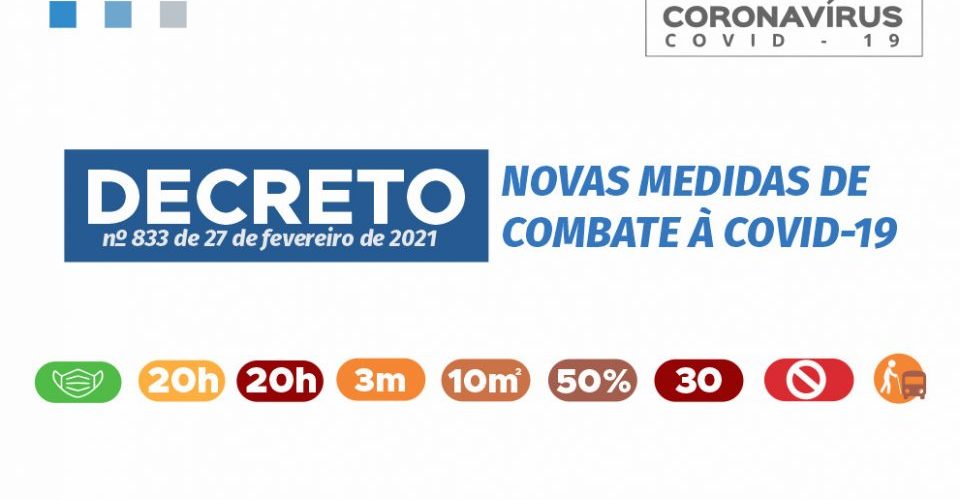 CORONAVÍRUS
COVID - 19
DECRETO
nº 833 de 27 de fevereiro de 2021
NOVAS MEDIDAS DE
COMBATE À COVID-19
20h 20h 3m 10m² 50% 30